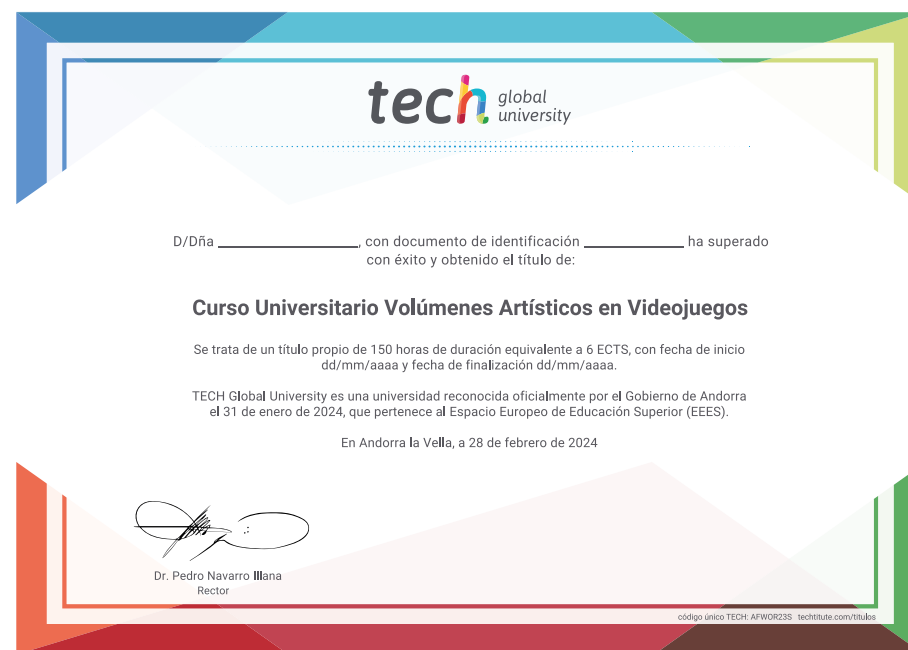 tech global
university
D/Dña ______________, con documento de identificación __________ ha superado
con éxito y obtenido el título de:
Curso Universitario Volúmenes Artísticos en Videojuegos
Se trata de un título propio de 150 horas de duración equivalente a 6 ECTS, con fecha de inicio
dd/mm/aaaa y fecha de finalización dd/mm/aaaa.
TECH Global University es una universidad reconocida oficialmente por el Gobierno de Andorra
el 31 de enero de 2024, que pertenece al Espacio Europeo de Educación Superior (EEES).
En Andorra la Vella, a 28 de febrero de 2024
Dr. Pedro Navarro Illana
Rector
código único TECH: AFWOR23S techtitute.com/titulos